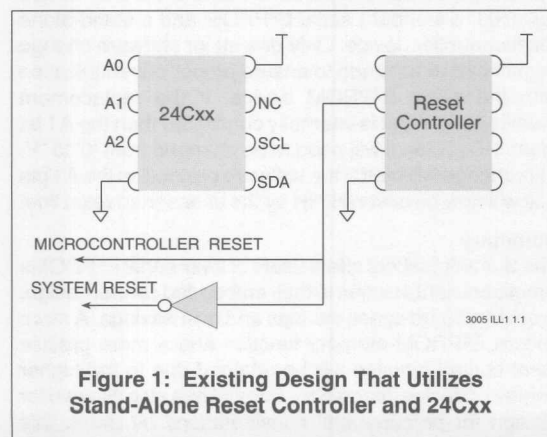 A0
A1
24Cxx
NC
Reset
Controller
A2
SCL
SDA
MICROCONTROLLER RESET
SYSTEM RESET
3005 ILL1 1.1
Figure 1: Existing Design That Utilizes
Stand-Alone Reset Controller and 24Cxx